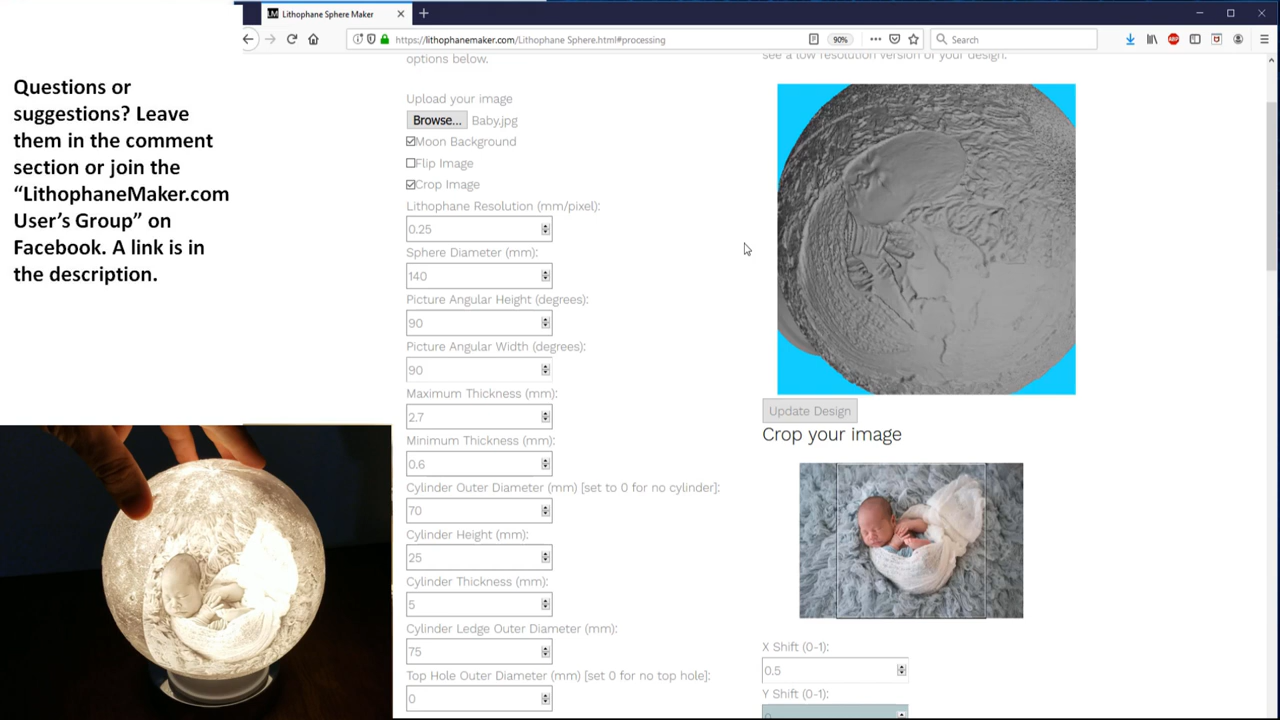 Lithophane Sphere Maker
https://lithophanemaker.com/Lithophane Sphere.html#processing
90%
Search
Questions or
suggestions? Leave
them in the comment
section or join the
“LithophaneMaker.com
User’s Group” on
Facebook. A link is in
the description.
options below.
Upload your image
Browse... Baby.jpg
Moon Background
Flip Image
Crop Image
Lithophane Resolution (mm/pixel):
0.25
Sphere Diameter (mm):
140
Picture Angular Height (degrees):
90
Picture Angular Width (degrees):
90
Maximum Thickness (mm):
2.7
Minimum Thickness (mm):
0.6
Cylinder Outer Diameter (mm) [set to 0 for no cylinder]:
70
Cylinder Height (mm):
25
Cylinder Thickness (mm):
5
Cylinder Ledge Outer Diameter (mm):
75
Top Hole Outer Diameter (mm) [set 0 for no top hole]:
0
see a low resolution version of your design.
Update Design
Crop your image
X Shift (0-1):
0.5
Y Shift (0-1):
0